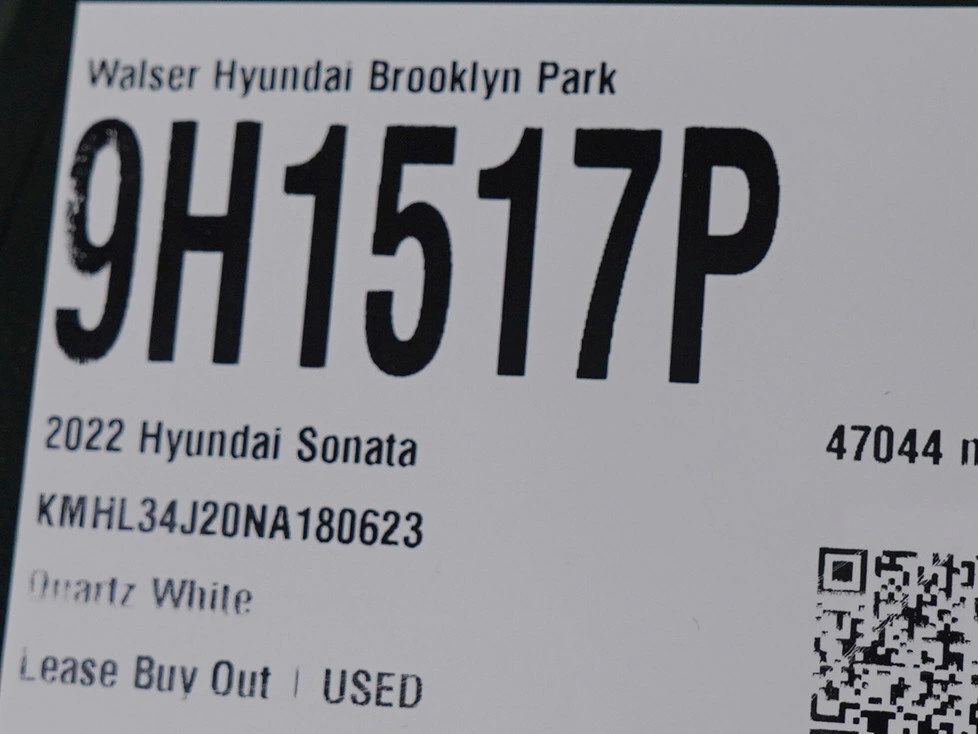 Walser Hyundai Brooklyn Park
9H1517P
2022 Hyundai Sonata
47044
KMHL34J20NA180623
Quartz White
Lease Buy Out | USED